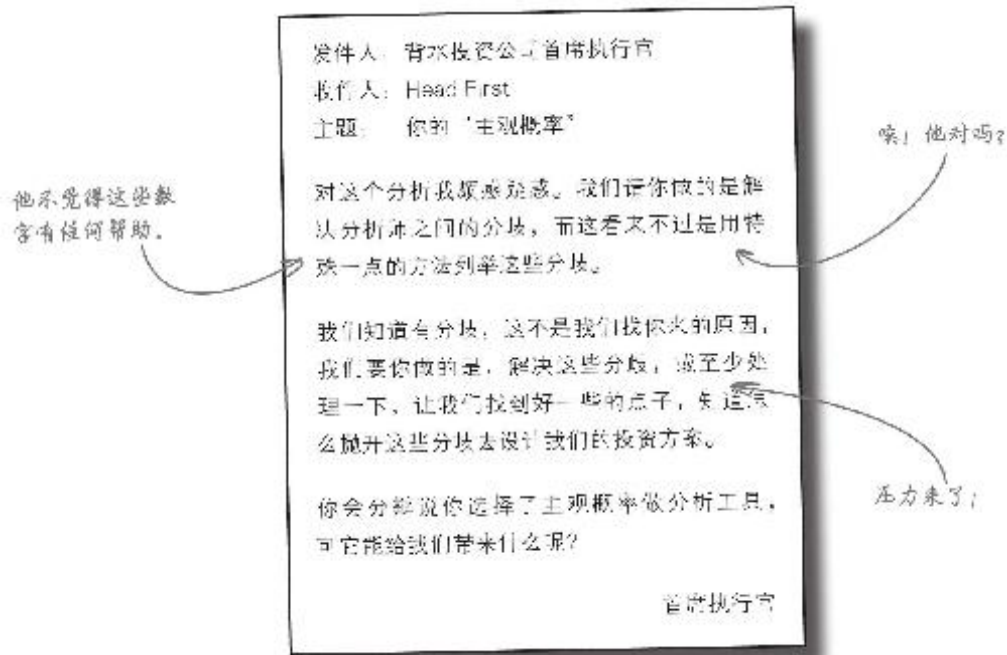 发件人：背水投资公司首席执行官
收件人：Head First
主题： 你的“主观概率”
对这个分析我颇感疑惑。我们请你做的是解
决分析师之间的分歧，而这看来不过是用特
殊一点的方法列举这些分歧。
我们知道有分歧，这不是我们找你来的原因，
我们要你做的是，解决这些分歧，或至少处
理一下，让我们找到好一些的点子，知道怎
么抛开这些分歧去设计我们的投资方案。
你会分辩说你选择了主观概率做分析工具，
可它能给我们带来什么呢？
首席执行官
他不觉得这些数
字有任何帮助。
唉！他对吗？
压力来了！